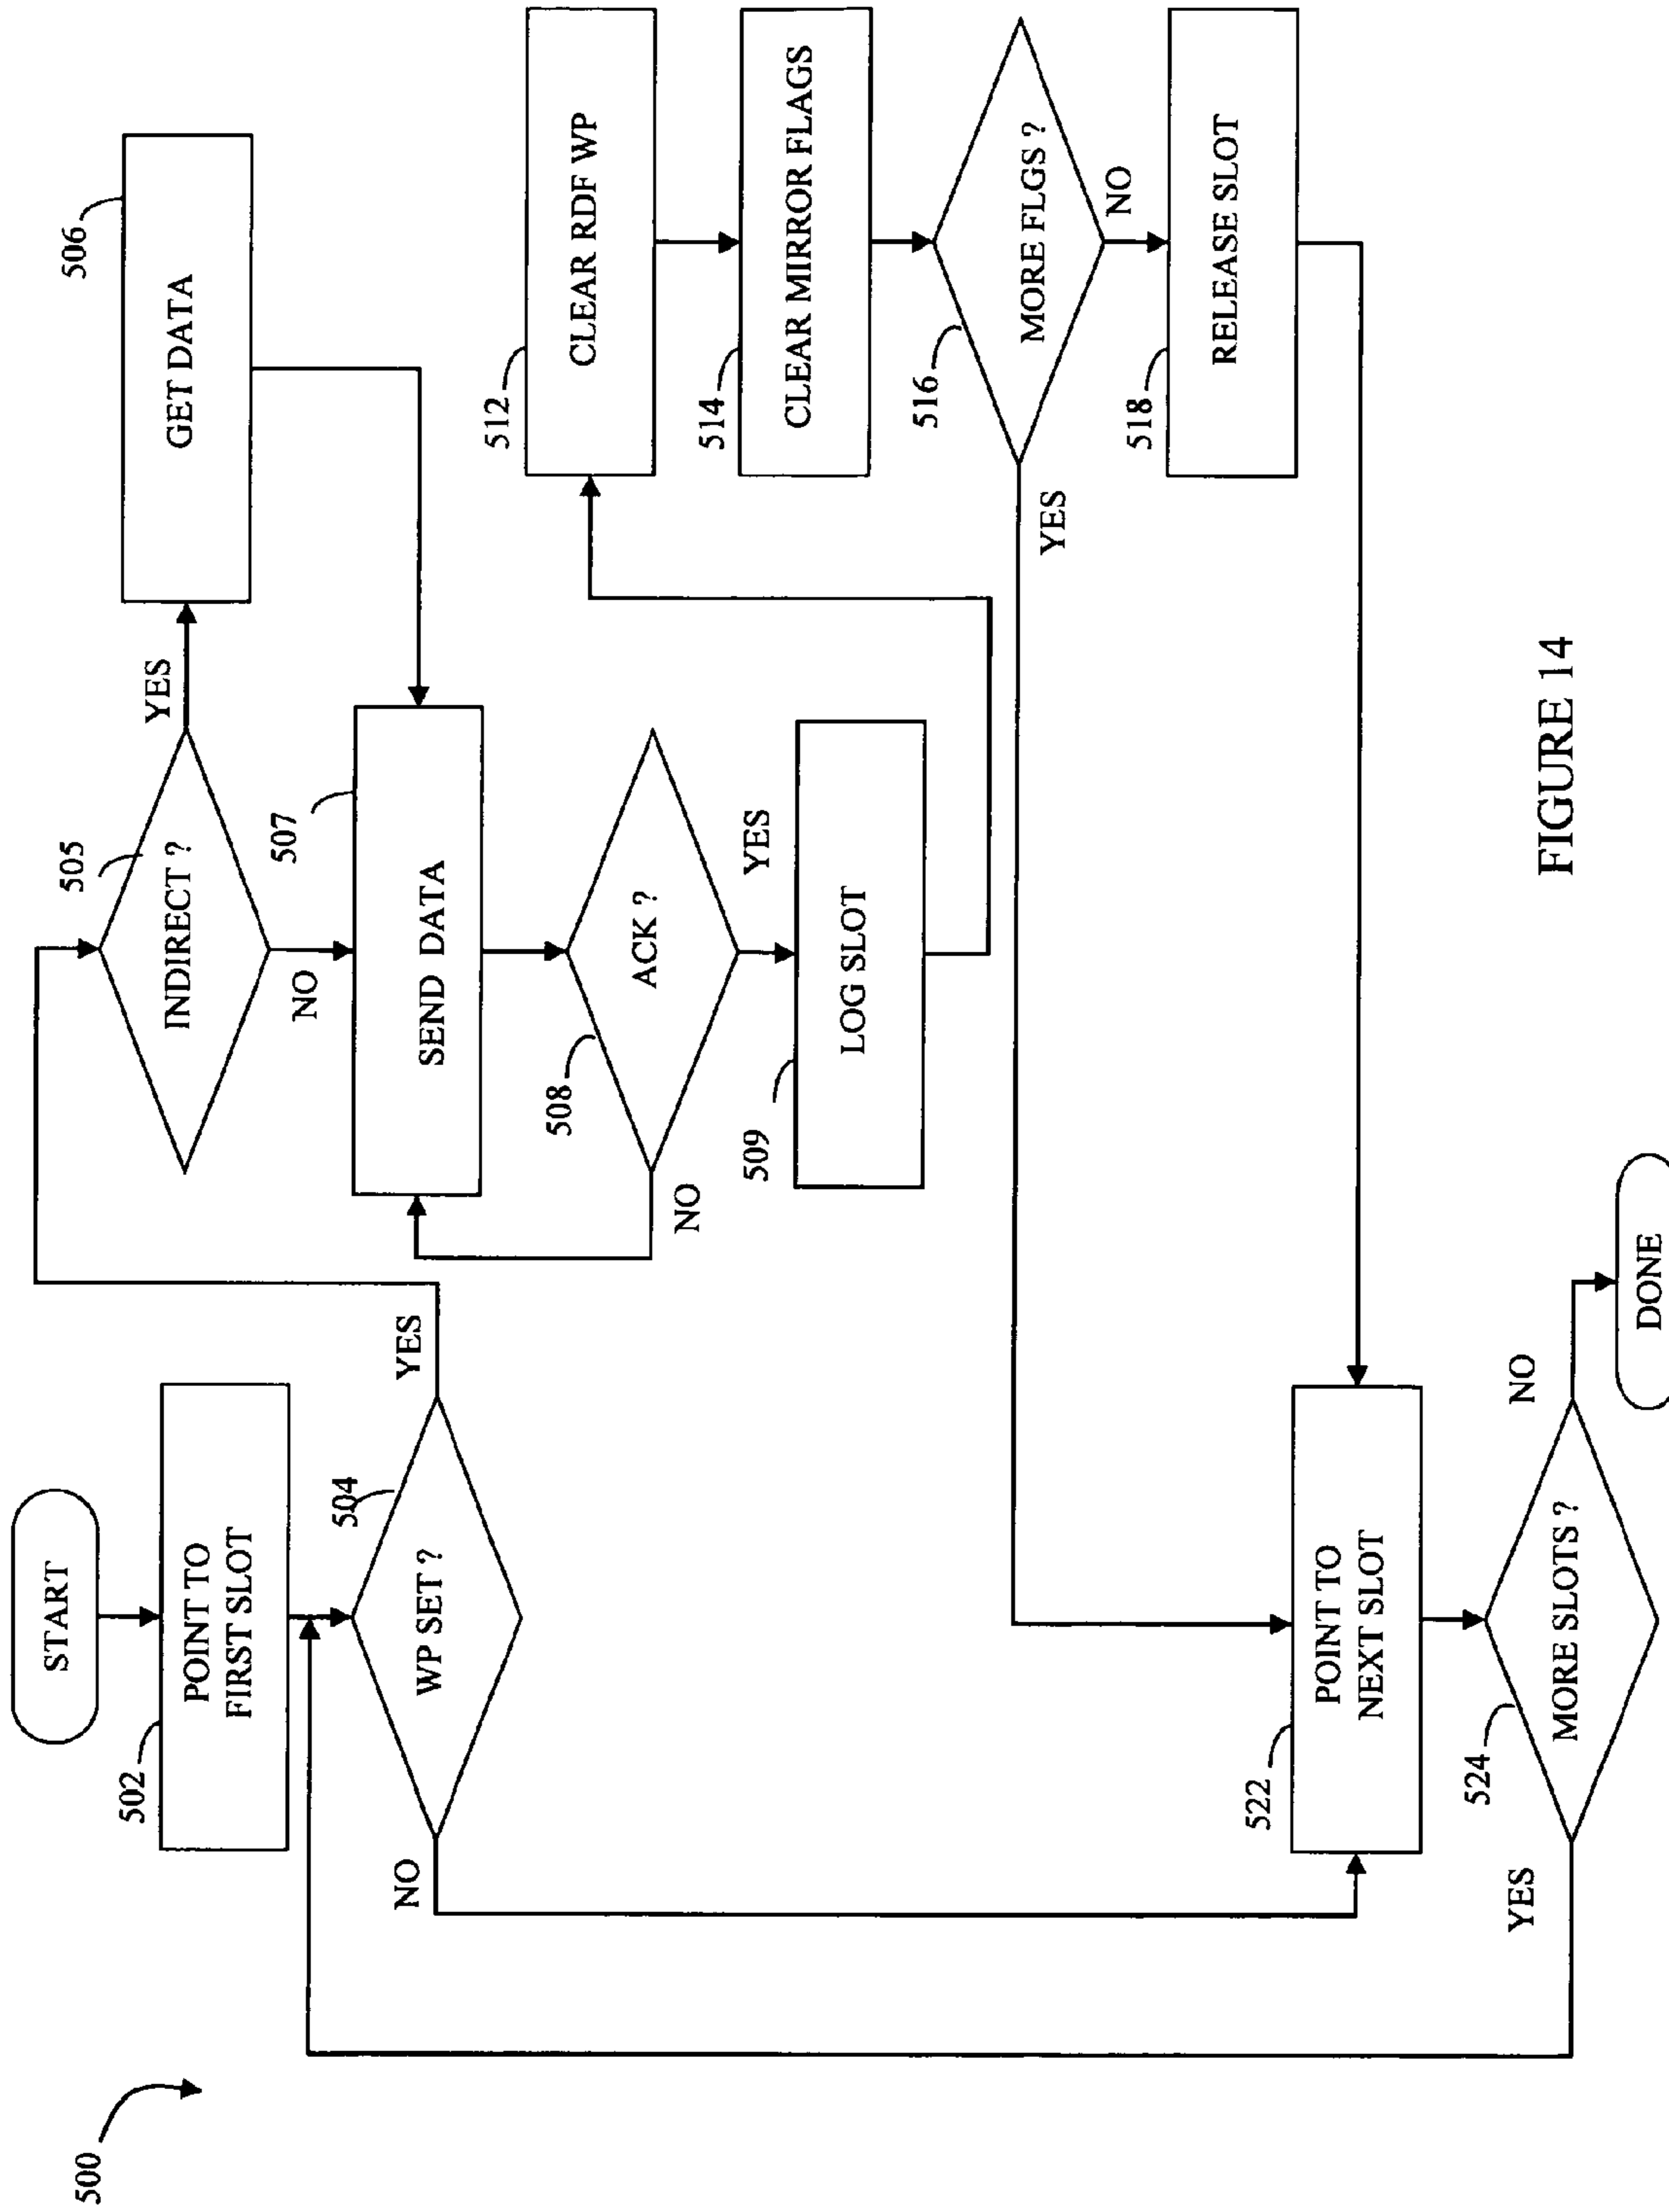 500
START
502
POINT TO
FIRST SLOT
504
WP SET ?
YES
NO
505
INDIRECT ?
YES
NO
506
GET DATA
507
SEND DATA
508
ACK ?
NO
YES
509
LOG SLOT
512
CLEAR RDF WP
514
CLEAR MIRROR FLAGS
516
MORE FLGS ?
YES
NO
518
RELEASE SLOT
522
POINT TO
NEXT SLOT
524
MORE SLOTS ?
YES
NO
DONE
FIGURE 14